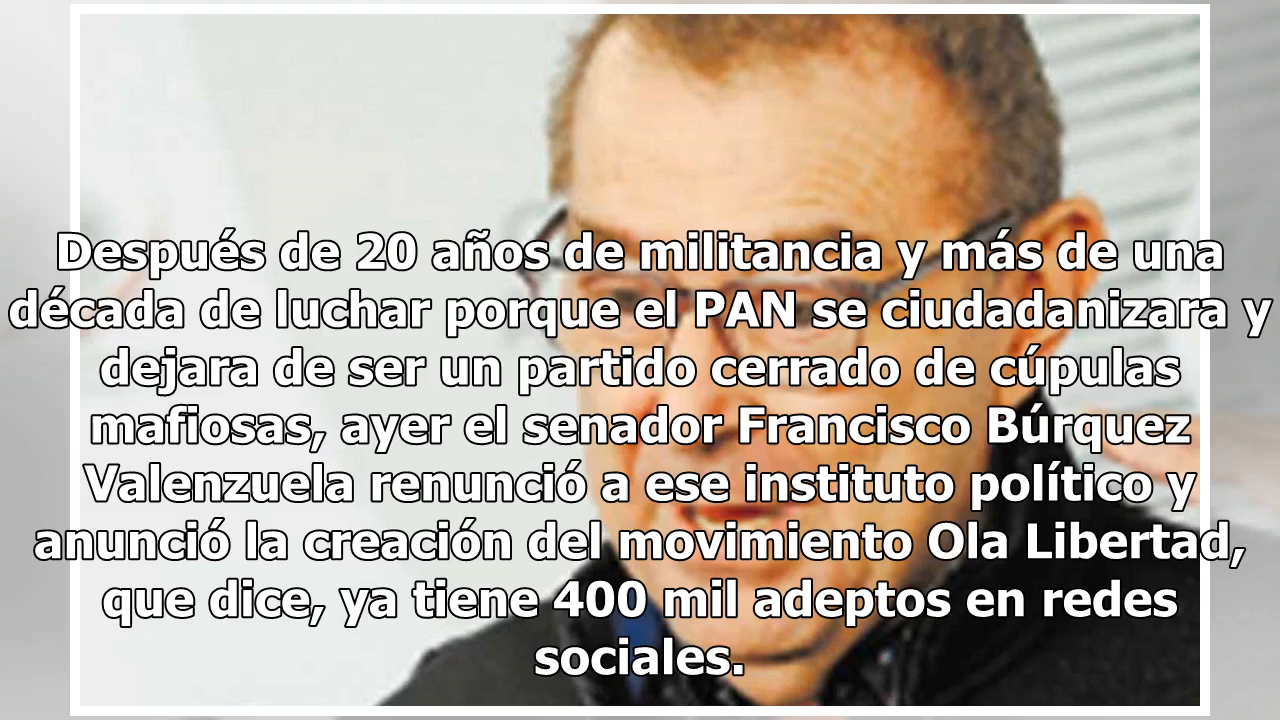 Después de 20 años de militancia y más de una
década de luchar porque el PAN se ciudadanizara y
dejara de ser un partido cerrado de cúpulas
mafiosas, ayer el senador Francisco Búrquez
Valenzuela renunció a ese instituto político y
anunció la creación del movimiento Ola Libertad,
que dice, ya tiene 400 mil adeptos en redes
sociales.